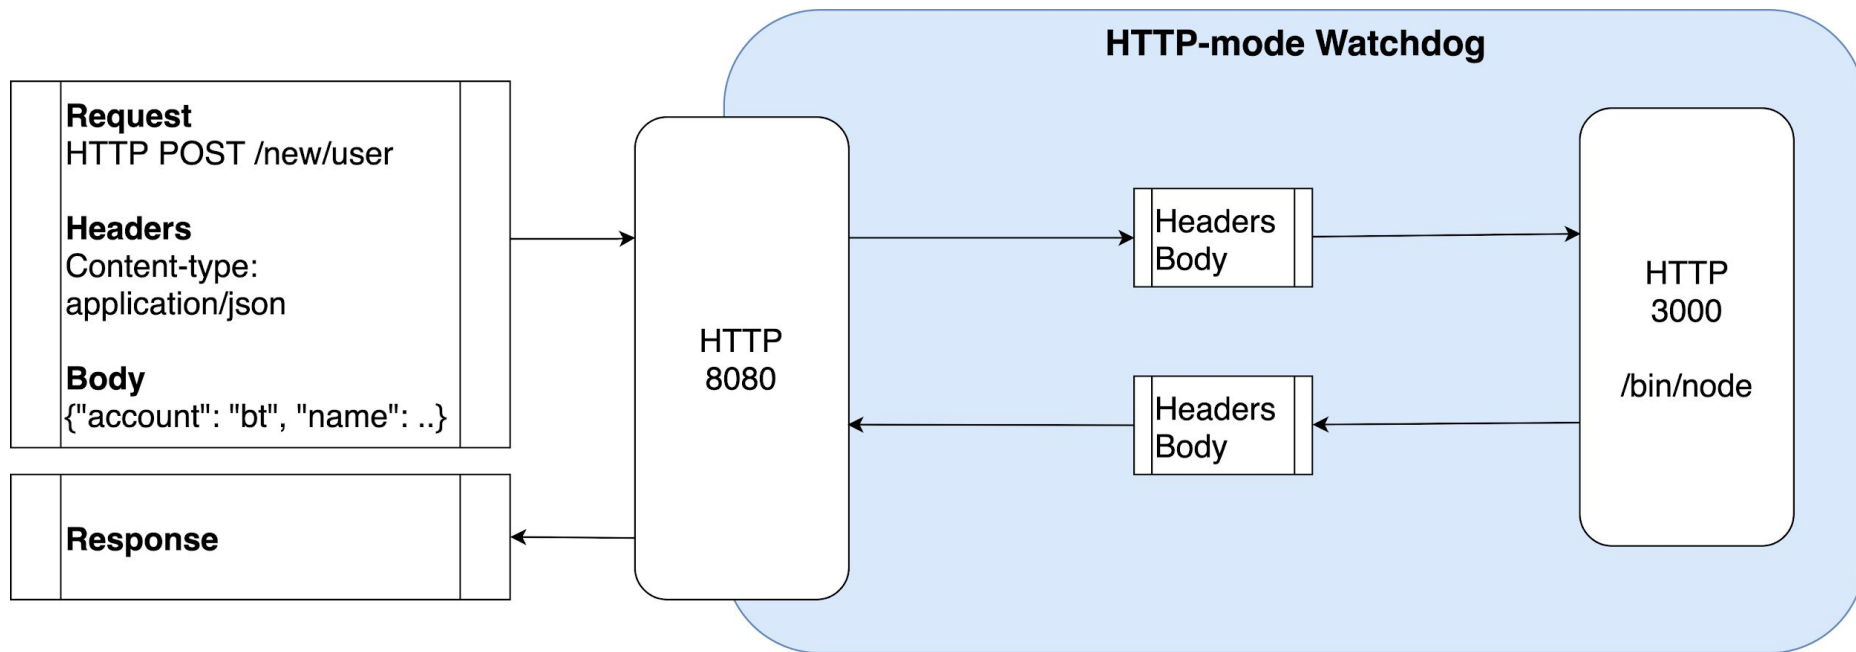 HTTP-mode Watchdog
Request
HTTP POST /new/user
Headers
Content-type:
application/json
Body
{"account": "bt", "name": ..}
Response
HTTP
8080
Headers
Body
Headers
Body
HTTP
3000
/bin/node